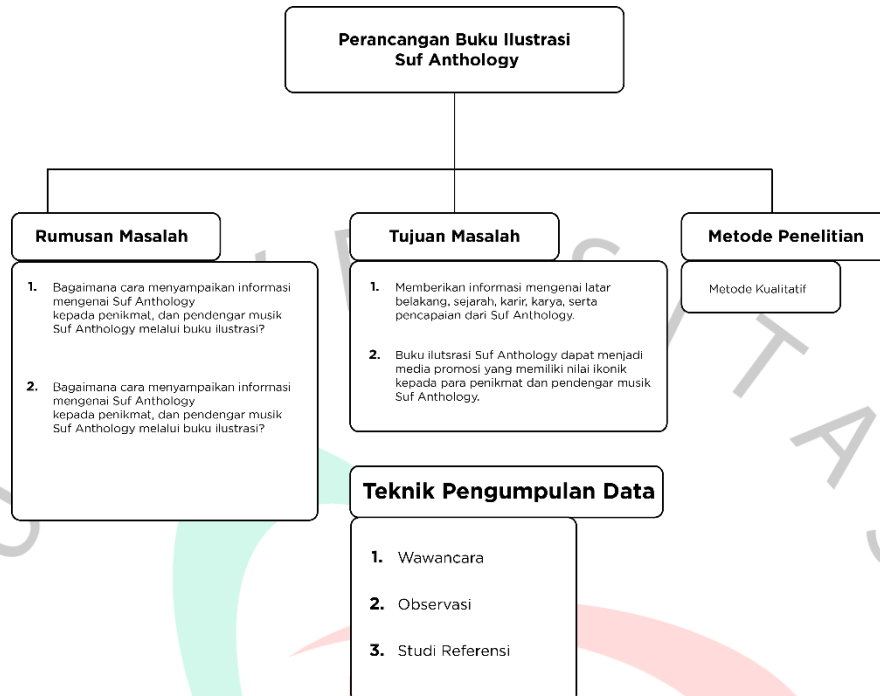 Perancangan Buku Ilustrasi
Suf Anthology
Rumusan Masalah
1. Bagaimana cara menyampaikan informasi
mengenai Suf Anthology
kepada penikmat, dan pendengar musik
Suf Anthology melalui buku ilustrasi?
2. Bagaimana cara menyampaikan informasi
mengenai Suf Anthology
kepada penikmat, dan pendengar musik
Suf Anthology melalui buku ilustrasi?
Tujuan Masalah
1. Memberikan informasi mengenai latar
belakang, sejarah, karir, karya, serta
pencapaian dari Suf Anthology.
2. Buku ilutsrasi Suf Anthology dapat menjadi
media promosi yang memiliki nilai ikonik
kepada para penikmat dan pendengar musik
Suf Anthology.
Metode Penelitian
Metode Kualitatif
Teknik Pengumpulan Data
1. Wawancara
2. Observasi
3. Studi Referensi